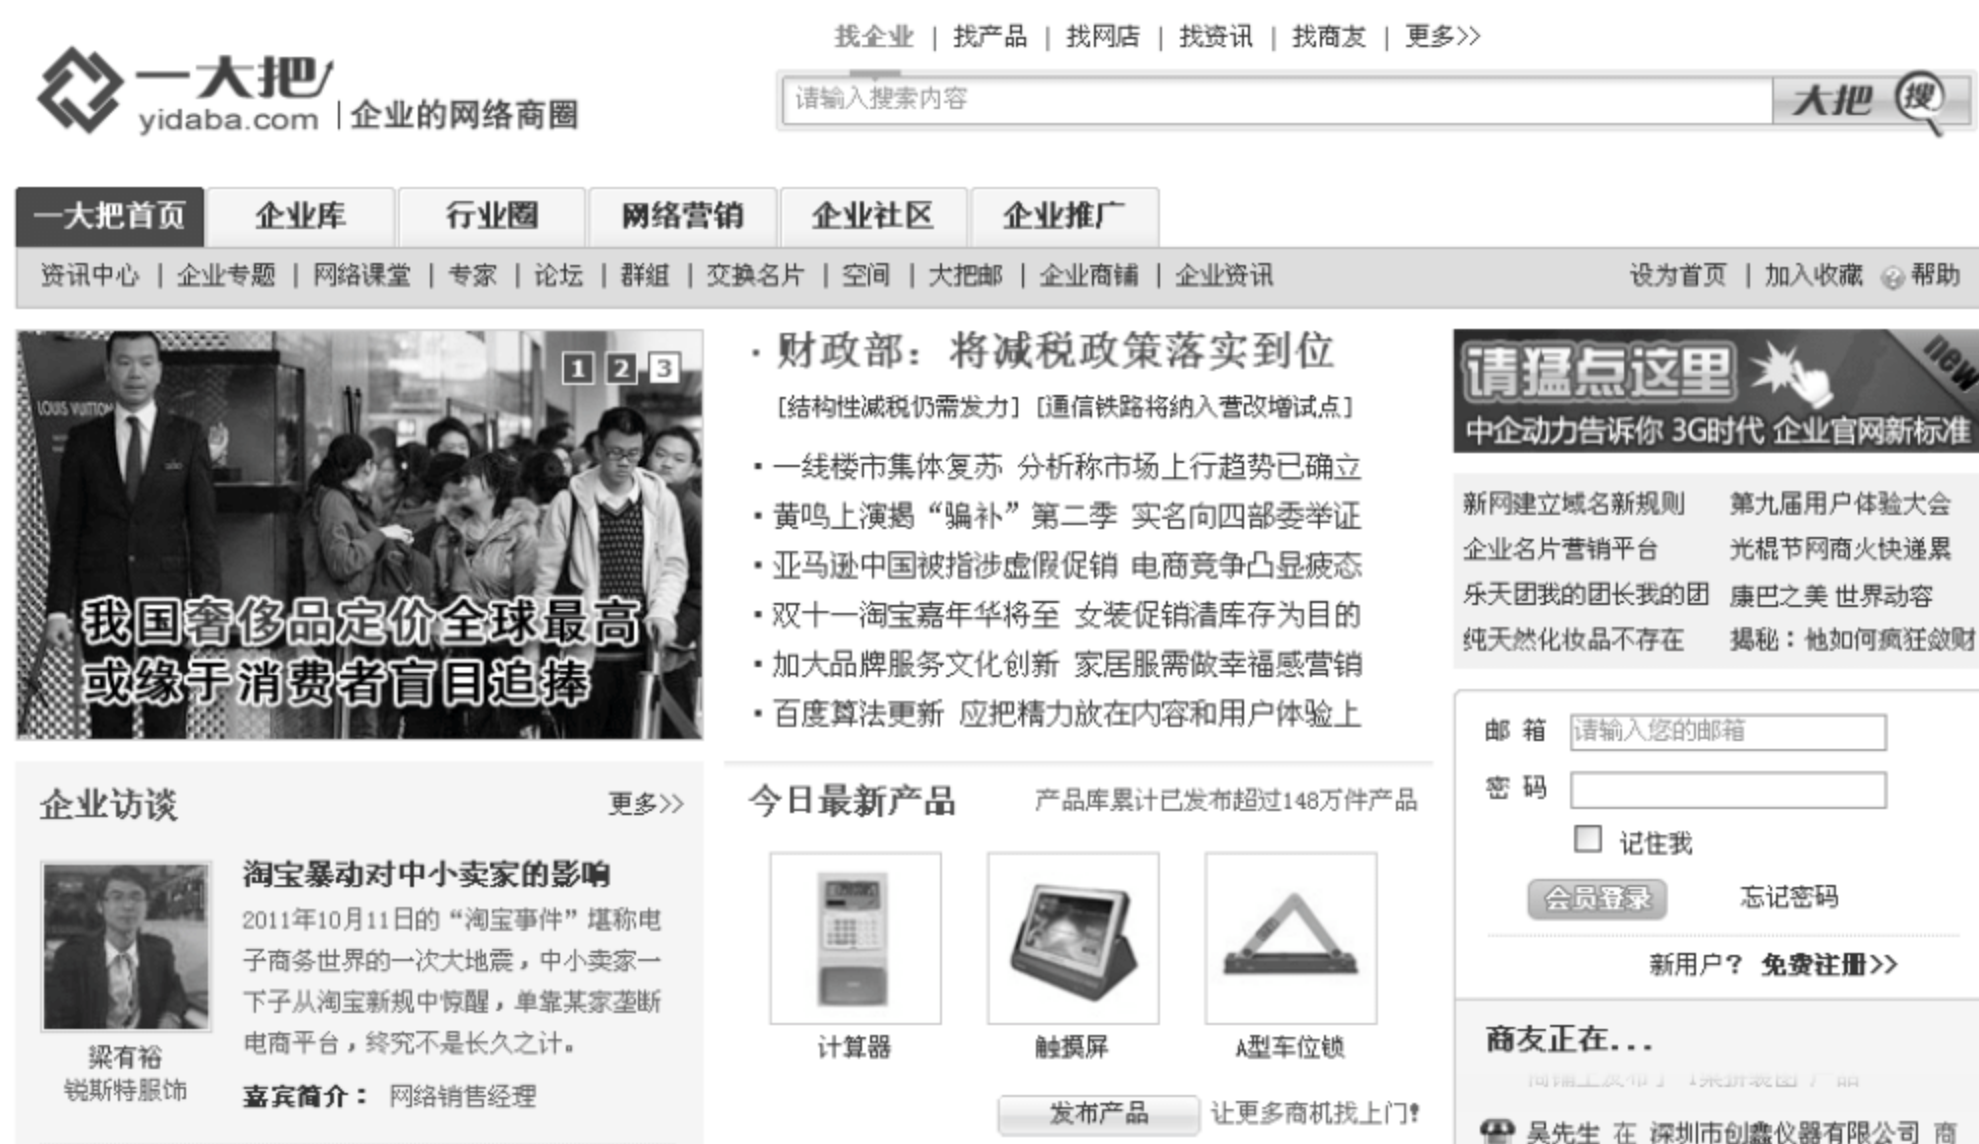 找企业 | 找产品 | 找网店 | 找资讯 | 找商友 | 更多>>
一大把
yidaba.com | 企业的网络商圈
请输入搜索内容
大把 搜
一大把首页 企业库 行业圈 网络营销 企业社区 企业推广
资讯中心 | 企业专题 | 网络课堂 | 专家 | 论坛 | 群组 | 交换名片 | 空间 | 大把邮 | 企业商铺 | 企业资讯
设为首页 | 加入收藏 帮助
1 2 3
LOUIS VUITTON
我国奢侈品定价全球最高
或缘于消费者盲目追捧
· 财政部：将减税政策落实到位
[结构性减税仍需发力] [通信铁路将纳入营改增试点]
▪ 一线楼市集体复苏 分析称市场上行趋势已确立
▪ 黄鸣上演揭“骗补”第二季 实名向四部委举证
▪ 亚马逊中国被指涉虚假促销 电商竞争凸显疲态
▪ 双十一淘宝嘉年华将至 女装促销清库存为目的
▪ 加大品牌服务文化创新 家居服需做幸福感营销
▪ 百度算法更新 应把精力放在内容和用户体验上
请猛点这里
new
中企动力告诉你 3G时代 企业官网新标准
新网建立域名新规则 第九届用户体验大会
企业名片营销平台 光棍节网商火快递累
乐天团我的团长我的团 康巴之美 世界动容
纯天然化妆品不存在 揭秘：他如何疯狂敛财
邮 箱 请输入您的邮箱
密 码
记住我
会员登录 忘记密码
新用户？ 免费注册>>
企业访谈 更多>>
淘宝暴动对中小卖家的影响
2011年10月11日的“淘宝事件”堪称电
子商务世界的一次大地震，中小卖家一
下子从淘宝新规中惊醒，单靠某家垄断
电商平台，终究不是长久之计。
嘉宾简介： 网络销售经理
梁有裕
锐斯特服饰
今日最新产品 产品库累计已发布超过148万件产品
计算器 触摸屏 A型车位锁
发布产品 让更多商机找上门!
商友正在...
吴先生 在 深圳市创鑫仪器有限公司 商